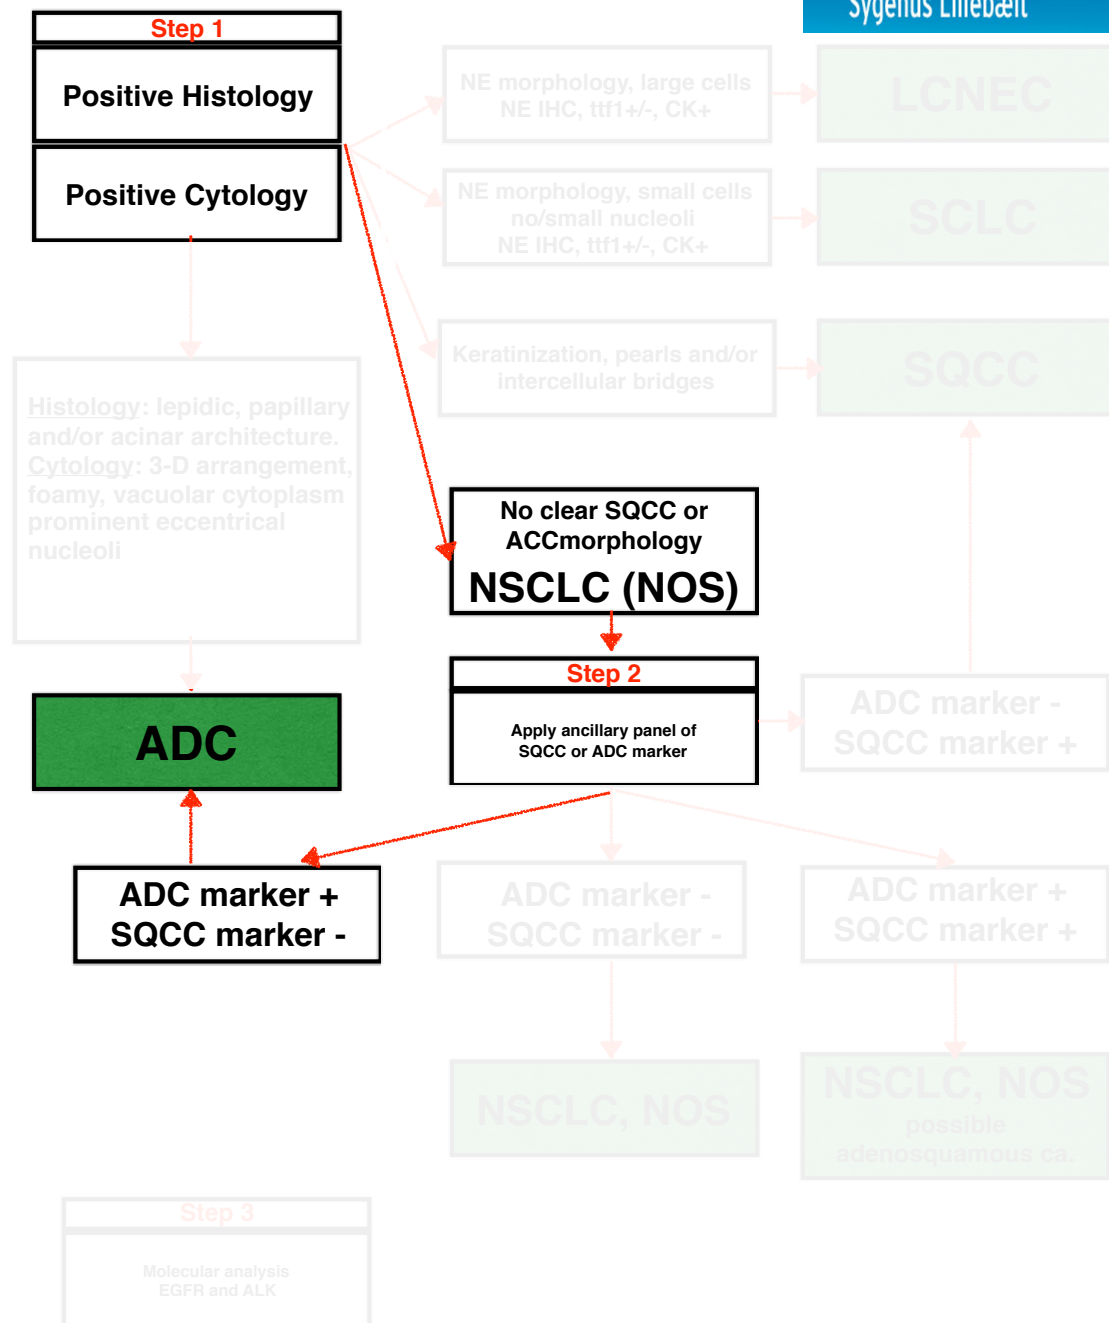 Sygehus Lillebælt
Step 1
Positive Histology
Positive Cytology
NE morphology, large cells
NE IHC, ttf1+/-, CK+
LCNEC
NE morphology, small cells
no/small nucleoli
NE IHC, ttf1+/-, CK+
SCLC
Keratinization, pearls and/or
intercellular bridges
SQCC
Histology: lepidic, papillary
and/or acinar architecture.
Cytology: 3-D arrangement,
foamy, vacuolar cytoplasm
prominent eccentrical
nucleoli
No clear SQCC or
ACCmorphology
NSCLC (NOS)
Step 2
Apply ancillary panel of
SQCC or ADC marker
ADC marker -
SQCC marker +
ADC
ADC marker +
SQCC marker -
ADC marker -
SQCC marker -
ADC marker +
SQCC marker +
NSCLC, NOS
NSCLC, NOS
possible
adenosquamous ca.
Step 3
Molecular analysis
EGFR and ALK